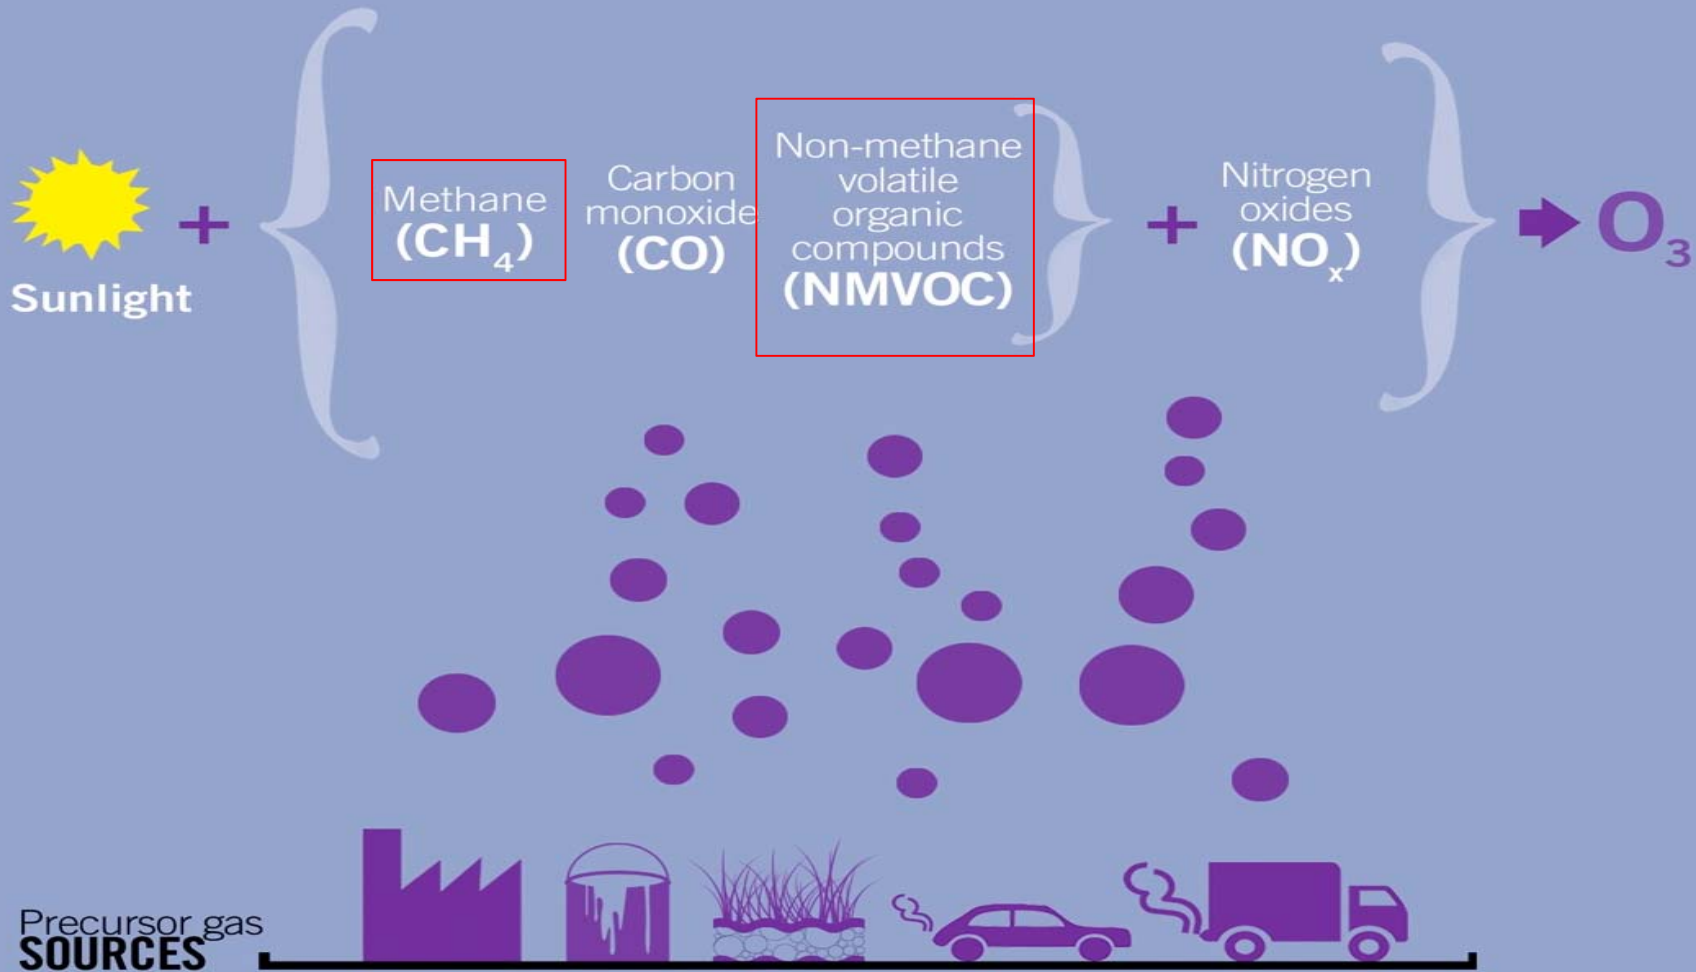 Sunlight
+
Methane
(CH₄)
Carbon
monoxide
(CO)
Non-methane
volatile
organic
compounds
(NMVOC)
+
Nitrogen
oxides
(NOₓ)
O₃
Precursor gas
SOURCES